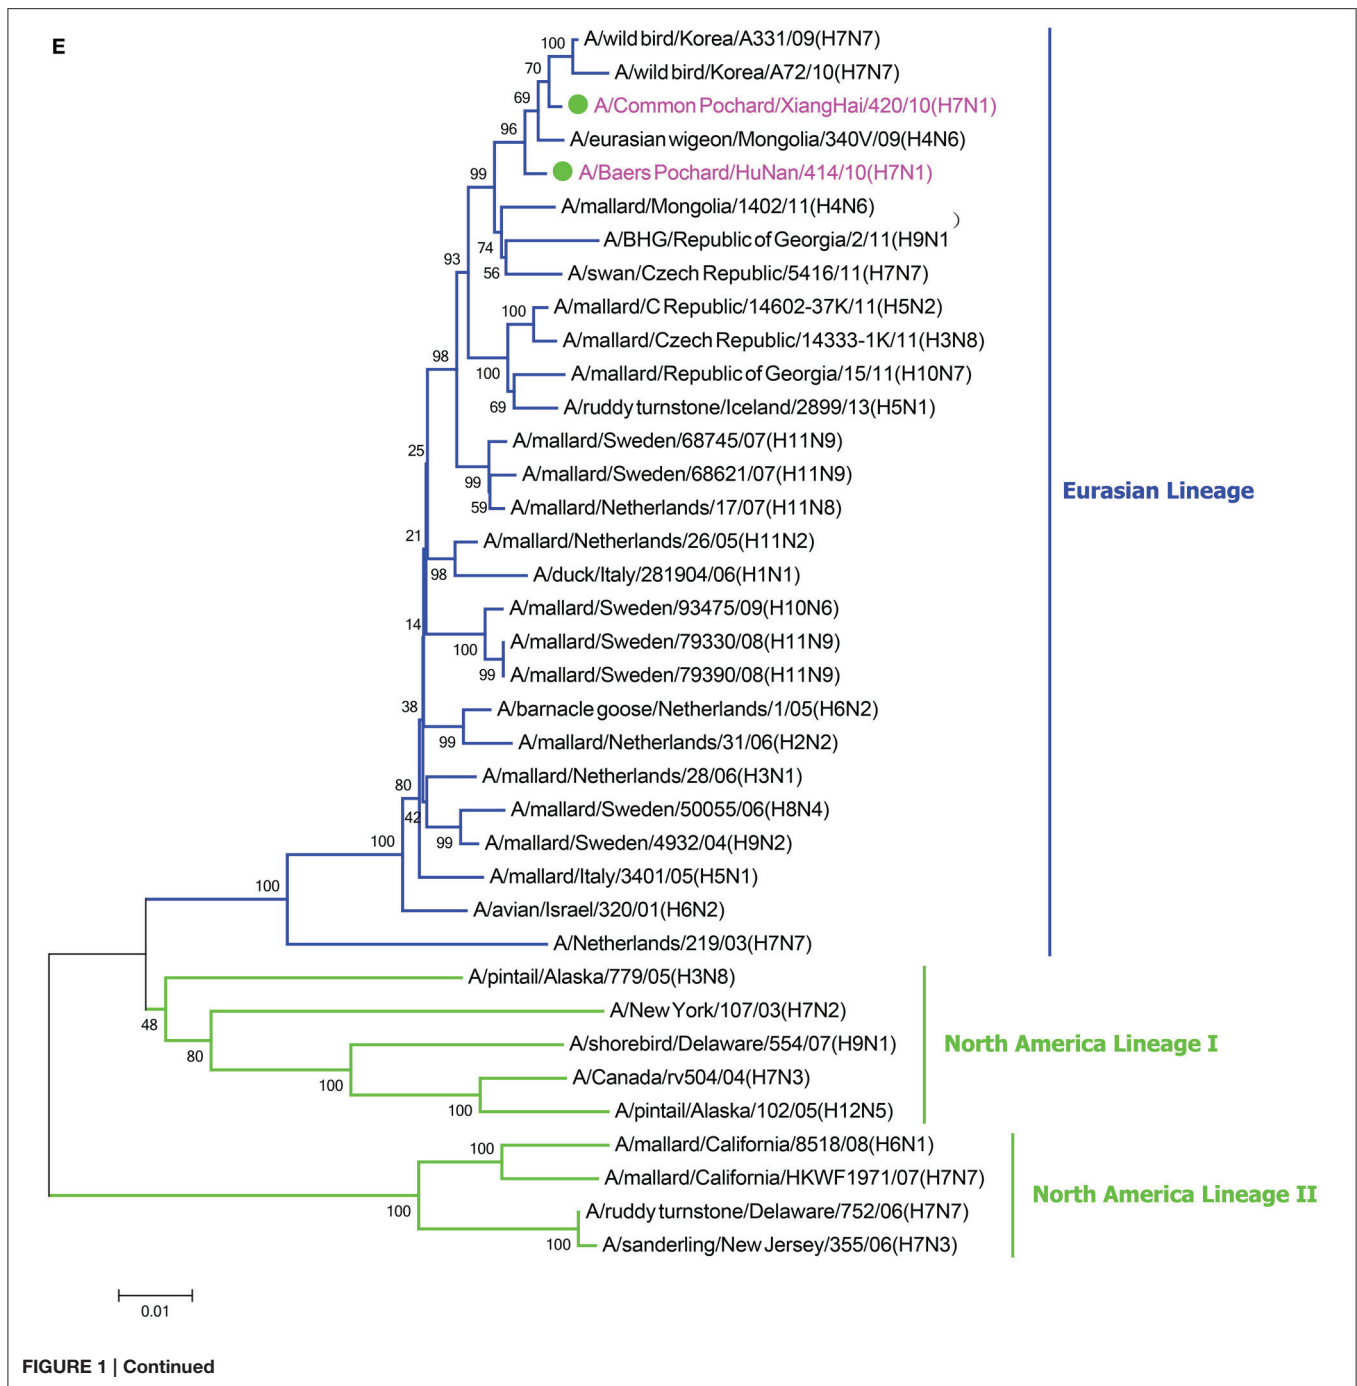 E
100
A/wild bird/Korea/A331/09(H7N7)
70
A/wild bird/Korea/A72/10(H7N7)
69
A/Common Pochard/XiangHai/420/10(H7N1)
96
A/eurasian wigeon/Mongolia/340V/09(H4N6)
99
A/Baers Pochard/HuNan/414/10(H7N1)
A/mallard/Mongolia/1402/11(H4N6)
74
A/BHG/Republic of Georgia/2/11(H9N1)
93
56
A/swan/Czech Republic/5416/11(H7N7)
100
A/mallard/C Republic/14602-37K/11(H5N2)
A/mallard/Czech Republic/14333-1K/11(H3N8)
98
100
A/mallard/Republic of Georgia/15/11(H10N7)
69
A/ruddy turnstone/Iceland/2899/13(H5N1)
A/mallard/Sweden/68745/07(H11N9)
25
99
A/mallard/Sweden/68621/07(H11N9)
59
A/mallard/Netherlands/17/07(H11N8)
Eurasian Lineage
21
A/mallard/Netherlands/26/05(H11N2)
98
A/duck/Italy/281904/06(H1N1)
A/mallard/Sweden/93475/09(H10N6)
14
100
A/mallard/Sweden/79330/08(H11N9)
99
A/mallard/Sweden/79390/08(H11N9)
38
A/barnacle goose/Netherlands/1/05(H6N2)
99
A/mallard/Netherlands/31/06(H2N2)
80
A/mallard/Netherlands/28/06(H3N1)
42
A/mallard/Sweden/50055/06(H8N4)
100
99
A/mallard/Sweden/4932/04(H9N2)
100
A/mallard/Italy/3401/05(H5N1)
A/avian/Israel/320/01(H6N2)
A/Netherlands/219/03(H7N7)
A/pintail/Alaska/779/05(H3N8)
48
A/New York/107/03(H7N2)
80
A/shorebird/Delaware/554/07(H9N1)
North America Lineage I
100
A/Canada/rv504/04(H7N3)
100
A/pintail/Alaska/102/05(H12N5)
100
A/mallard/California/8518/08(H6N1)
A/mallard/California/HKWF1971/07(H7N7)
North America Lineage II
100
A/ruddy turnstone/Delaware/752/06(H7N7)
100
A/sanderling/New Jersey/355/06(H7N3)
0.01
FIGURE 1 | Continued